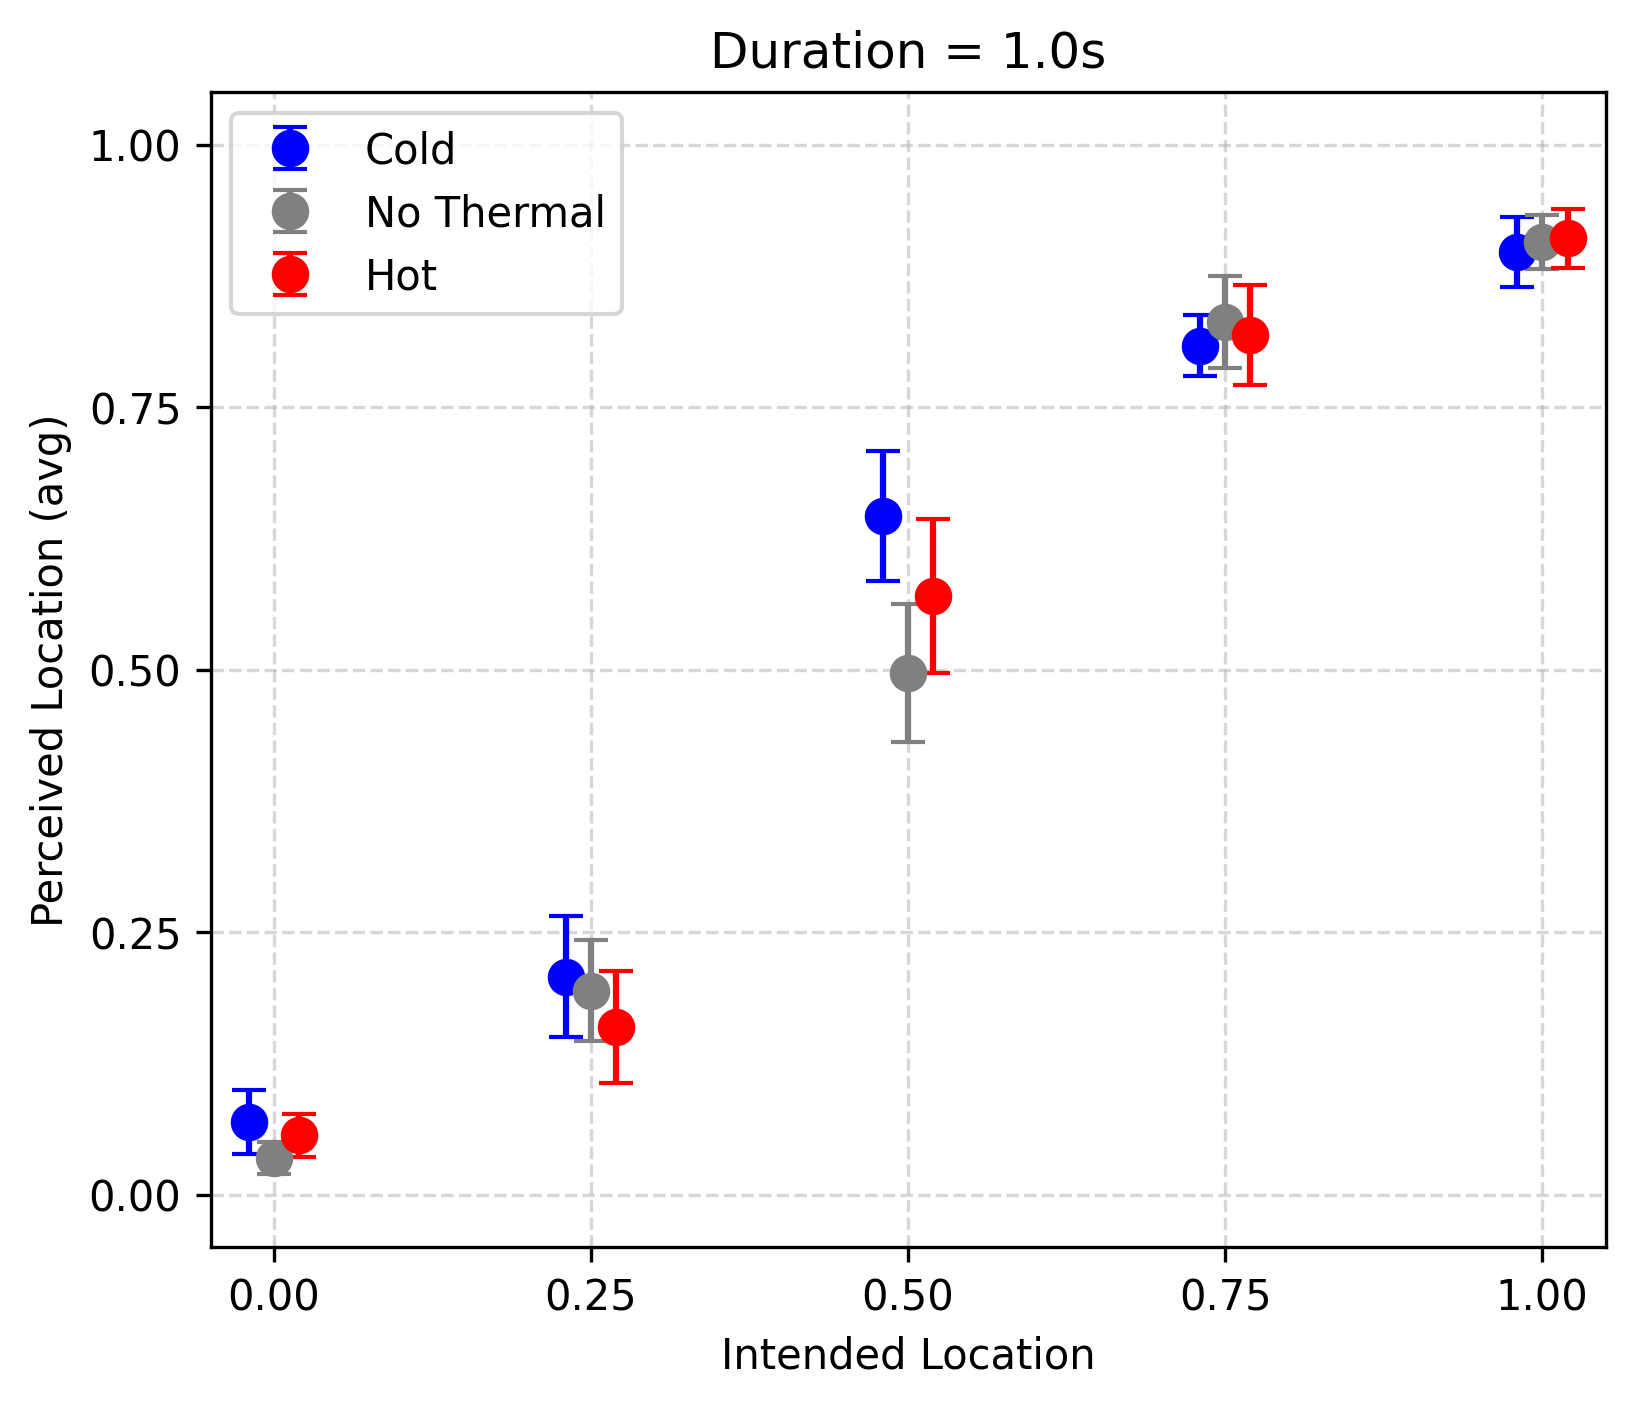 Duration = 1.0s
Cold
No Thermal
Hot
1.00
0.75
0.50
0.25
0.00
Perceived Location (avg)
0.00 0.25 0.50 0.75 1.00
Intended Location